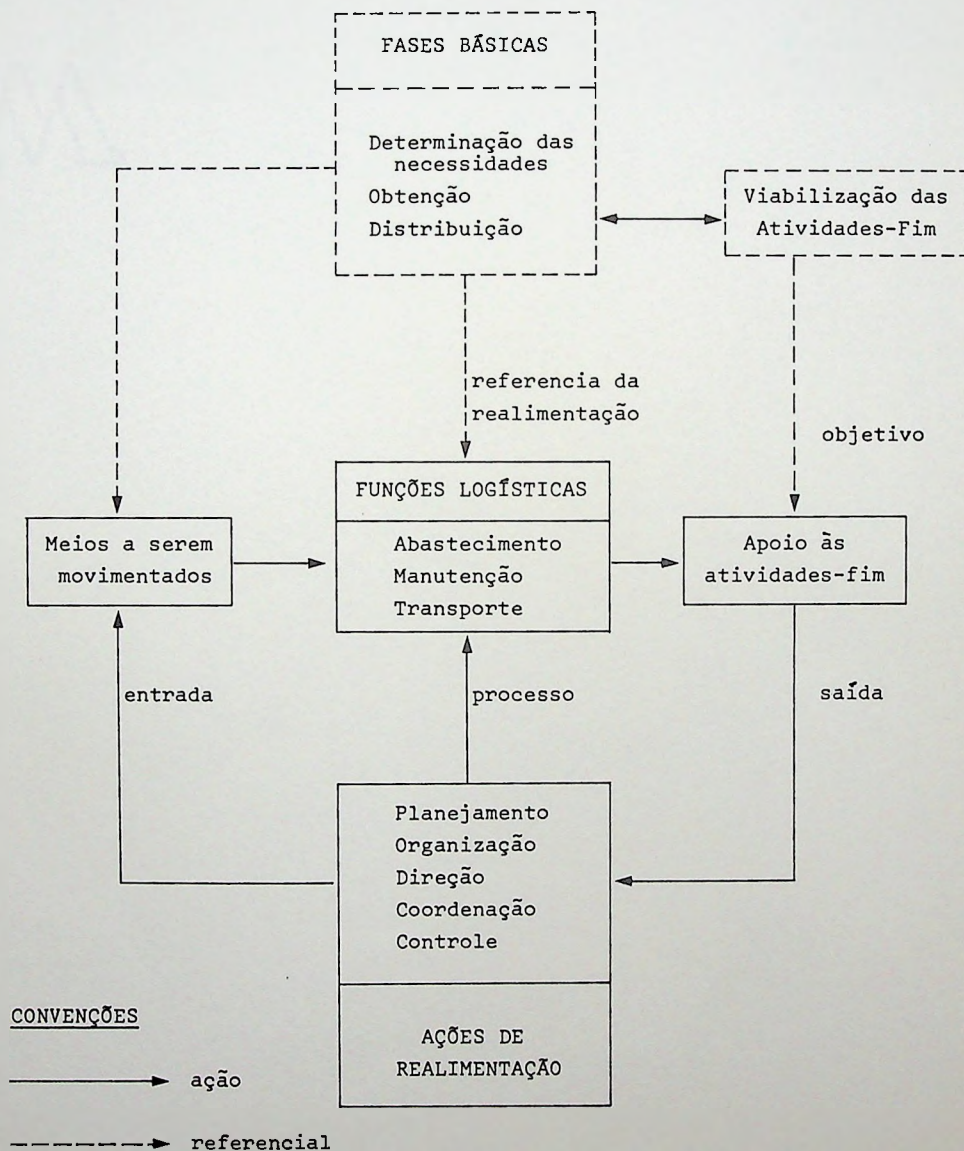 FASES BÁSICAS
Determinação das
necessidades
Obtenção
Distribuição
Viabilização das
Atividades-Fim
referencia da
realimentação
objetivo
FUNÇÕES LOGÍSTICAS
Meios a serem
movimentados
Abastecimento
Manutenção
Transporte
Apoio às
atividades-fim
entrada
processo
saída
Planejamento
Organização
Direção
Coordenação
Controle
AÇÕES DE
REALIMENTAÇÃO
CONVENÇÕES
ação
referencial